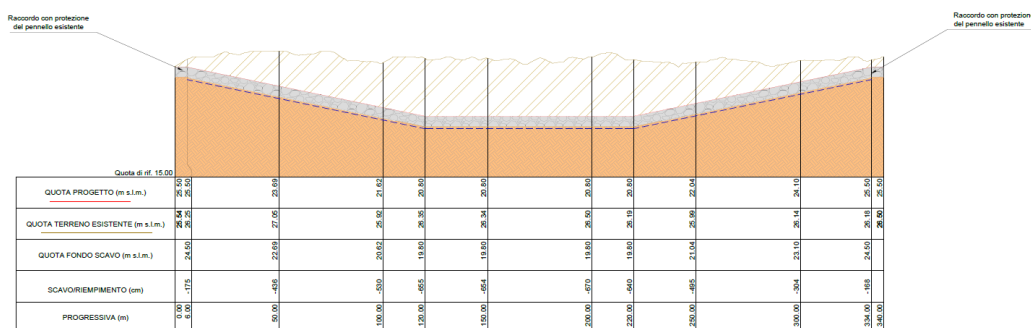 Raccordo con protezione
del pennello esistente
Raccordo con protezione
del pennello esistente
Quota di rif. 15.00
QUOTA PROGETTO (m s.l.m.) 25.50 25.50 23.69 21.62 20.80 20.80 20.80 20.80 22.04 24.10 25.50 25.50
QUOTA TERRENO ESISTENTE (m s.l.m.) 25.54 26.25 27.05 25.92 26.35 26.34 26.50 26.19 25.99 26.14 26.18 26.50
QUOTA FONDO SCAVO (m s.l.m.) 24.50 22.69 20.62 19.80 19.80 19.80 19.80 21.04 23.10 24.50
SCAVO/RIEMPIMENTO (cm) -175 -436 -530 -655 -654 -670 -640 -495 -304 -168
PROGRESSIVA (m) 0.00 6.00 50.00 100.00 120.00 150.00 200.00 220.00 250.00 300.00 334.00 340.00